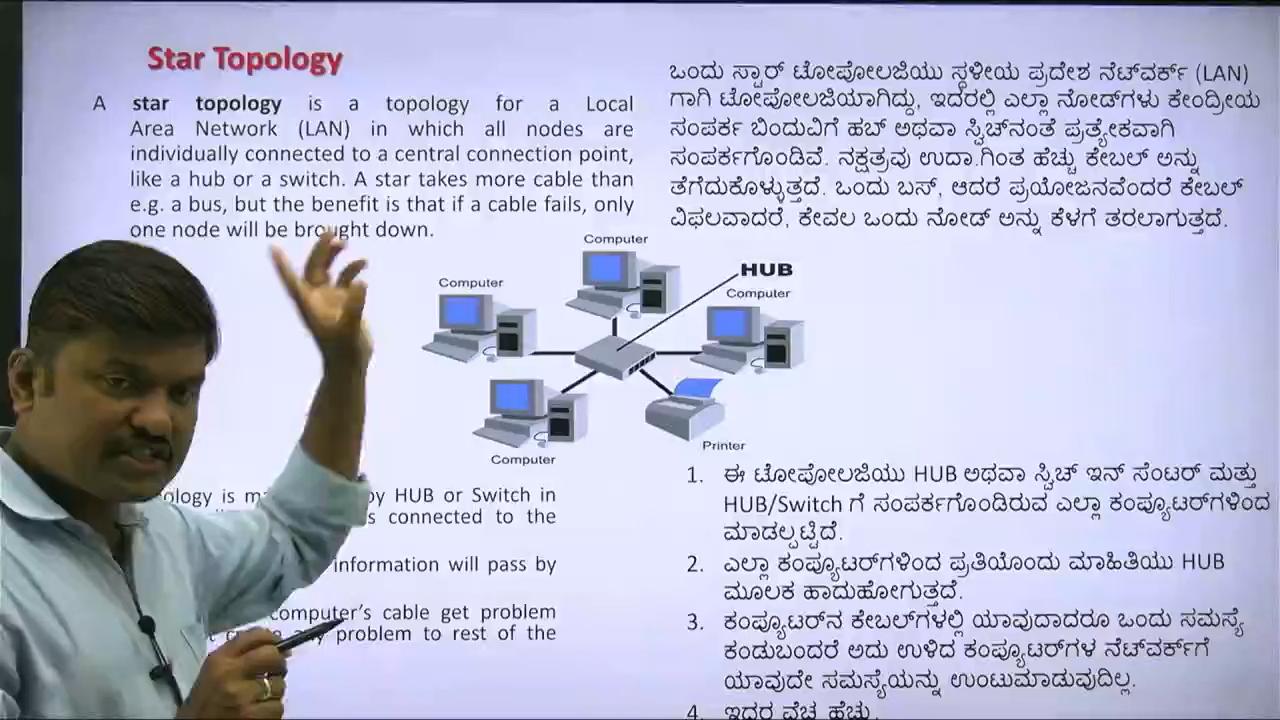 Star Topology
A star topology is a topology for a Local
Area Network (LAN) in which all nodes are
individually connected to a central connection point,
like a hub or a switch. A star takes more cable than
e.g. a bus, but the benefit is that if a cable fails, only
one node will be brought down.
ಒಂದು ಸ್ಟಾರ್ ಟೋಪೋಲಜಿಯು ಸ್ಥಳೀಯ ಪ್ರದೇಶ ನೆಟ್‌ವರ್ಕ್ (LAN)
ಗಾಗಿ ಟೋಪೋಲಜಿಯಾಗಿದ್ದು, ಇದರಲ್ಲಿ ಎಲ್ಲಾ ನೋಡ್‌ಗಳು ಕೇಂದ್ರೀಯ
ಸಂಪರ್ಕ ಬಿಂದುವಿಗೆ ಹಬ್ ಅಥವಾ ಸ್ವಿಚ್‌ನಂತೆ ಪ್ರತ್ಯೇಕವಾಗಿ
ಸಂಪರ್ಕಗೊಂಡಿವೆ. ನಕ್ಷತ್ರವು ಉದಾ.ಗಿಂತ ಹೆಚ್ಚು ಕೇಬಲ್ ಅನ್ನು
ತೆಗೆದುಕೊಳ್ಳುತ್ತದೆ. ಒಂದು ಬಸ್, ಆದರೆ ಪ್ರಯೋಜನವೆಂದರೆ ಕೇಬಲ್
ವಿಫಲವಾದರೆ, ಕೇವಲ ಒಂದು ನೋಡ್ ಅನ್ನು ಕೆಳಗೆ ತರಲಾಗುತ್ತದೆ.
Computer
HUB
Computer
Computer
Computer
Printer
by HUB or Switch in
connected to the
information will pass by
computer's cable get problem
problem to rest of the
1. ಈ ಟೋಪೋಲಜಿಯು HUB ಅಥವಾ ಸ್ವಿಚ್ ಇನ್ ಸೆಂಟರ್ ಮತ್ತು
HUB/Switch ಗೆ ಸಂಪರ್ಕಗೊಂಡಿರುವ ಎಲ್ಲಾ ಕಂಪ್ಯೂಟರ್‌ಗಳಿಂದ
ಮಾಡಲ್ಪಟ್ಟಿದೆ.
2. ಎಲ್ಲಾ ಕಂಪ್ಯೂಟರ್‌ಗಳಿಂದ ಪ್ರತಿಯೊಂದು ಮಾಹಿತಿಯು HUB
ಮೂಲಕ ಹಾದುಹೋಗುತ್ತದೆ.
3. ಕಂಪ್ಯೂಟರ್‌ನ ಕೇಬಲ್‌ಗಳಲ್ಲಿ ಯಾವುದಾದರೂ ಒಂದು ಸಮಸ್ಯೆ
ಕಂಡುಬಂದರೆ ಅದು ಉಳಿದ ಕಂಪ್ಯೂಟರ್‌ಗಳ ನೆಟ್‌ವರ್ಕ್‌ಗೆ
ಯಾವುದೇ ಸಮಸ್ಯೆಯನ್ನು ಉಂಟುಮಾಡುವುದಿಲ್ಲ.
4. ಇದರ ವೆಚ್ಚ ಹೆಚ್ಚು.